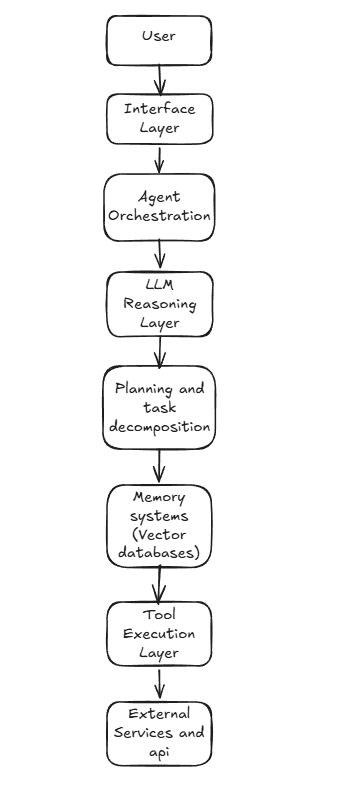 User
Interface
Layer
Agent
Orchestration
LLM
Reasoning
Layer
Planning and
task
decomposition
Memory
systems
(Vector
databases)
Tool
Execution
Layer
External
Services and
api